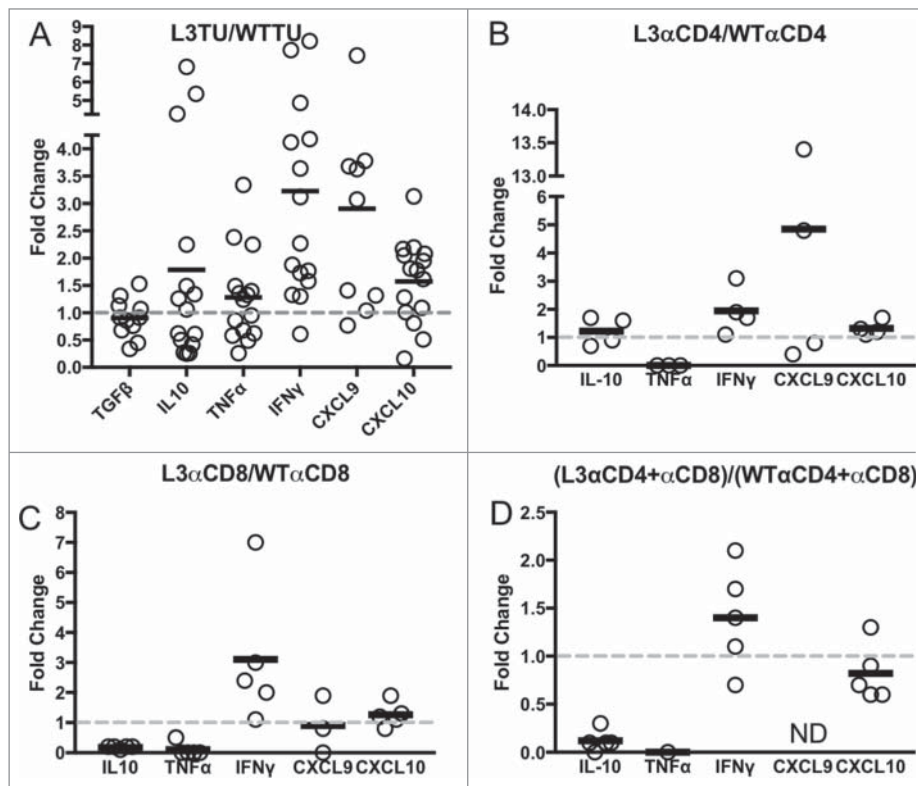 A
L3TU/WTTU
Fold Change
9
8
7
6
5
4.0
3.5
3.0
2.5
2.0
1.5
1.0
0.5
0.0
TGFβ
IL10
TNFα
IFNγ
CXCL9
CXCL10
B
L3αCD4/WTαCD4
Fold Change
14.0
13.5
13.0
6
5
4
3
2
1
0
IL-10
TNFα
IFNγ
CXCL9
CXCL10
C
L3αCD8/WTαCD8
Fold Change
8
7
6
5
4
3
2
1
0
IL10
TNFα
IFNγ
CXCL9
CXCL10
D
(L3αCD4+αCD8)/(WTαCD4+αCD8)
Fold Change
2.5
2.0
1.5
1.0
0.5
0.0
ND
IL-10
TNFα
IFNγ
CXCL9
CXCL10